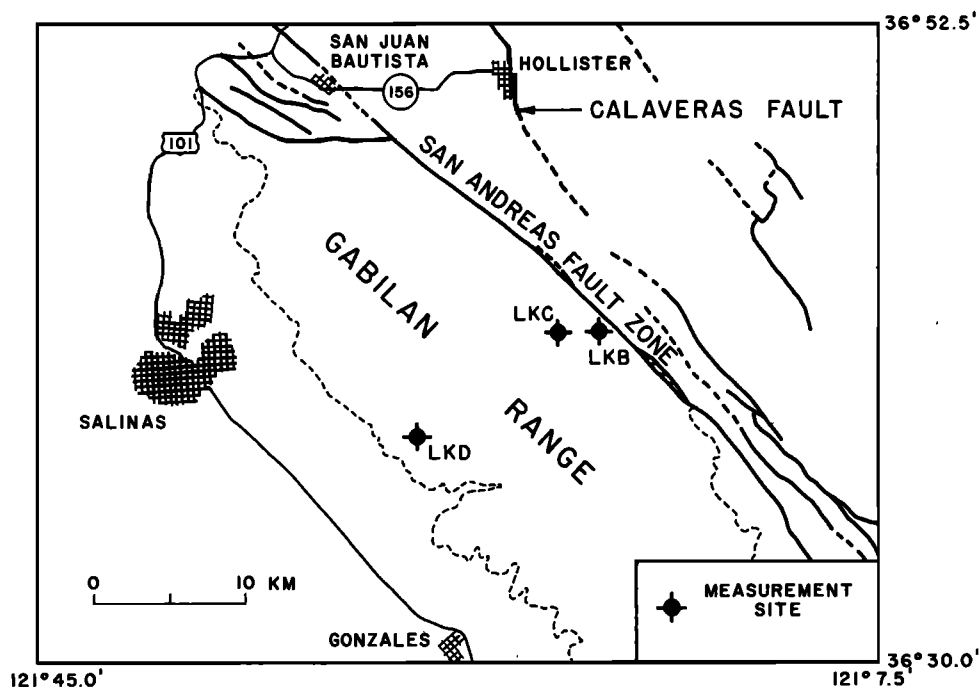 36° 52.5'
SAN JUAN
BAUTISTA
HOLLISTER
156
CALAVERAS FAULT
101
SAN ANDREAS FAULT ZONE
GABILAN
RANGE
LKC
LKB
SALINAS
LKD
0 10 KM
MEASUREMENT
SITE
GONZALES
36° 30.0'
121° 45.0'
121° 7.5'